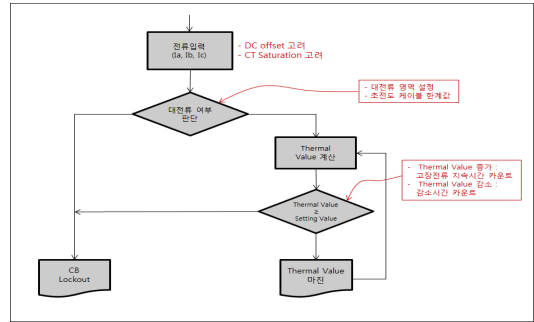 전류입력
(Ia, Ib, Ic)
- DC offset 고려
- CT Saturation 고려
대전류 여부
판단
- 대전류 영역 설정
- 초전도 케이블 한계값
Thermal
Value 계산
- Thermal Value 증가 :
고장전류 지속시간 카운트
- Thermal Value 감소 :
감소시간 카운트
Thermal Value
≥
Setting Value
CB
Lockout
Thermal Value
마진